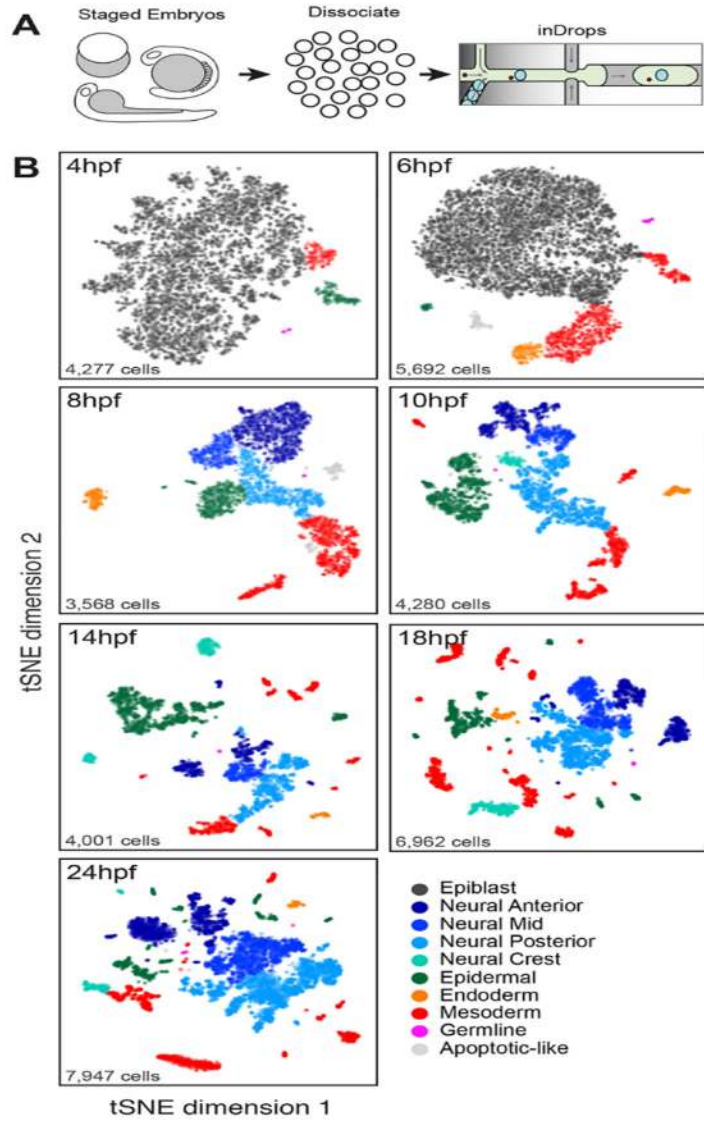 A
Staged Embryos
Dissociate
inDrops
B
4hpf
4,277 cells
6hpf
5,692 cells
8hpf
3,568 cells
10hpf
4,280 cells
14hpf
4,001 cells
18hpf
6,962 cells
24hpf
7,947 cells
tSNE dimension 2
tSNE dimension 1
Epiblast
Neural Anterior
Neural Mid
Neural Posterior
Neural Crest
Epidermal
Endoderm
Mesoderm
Germline
Apoptotic-like